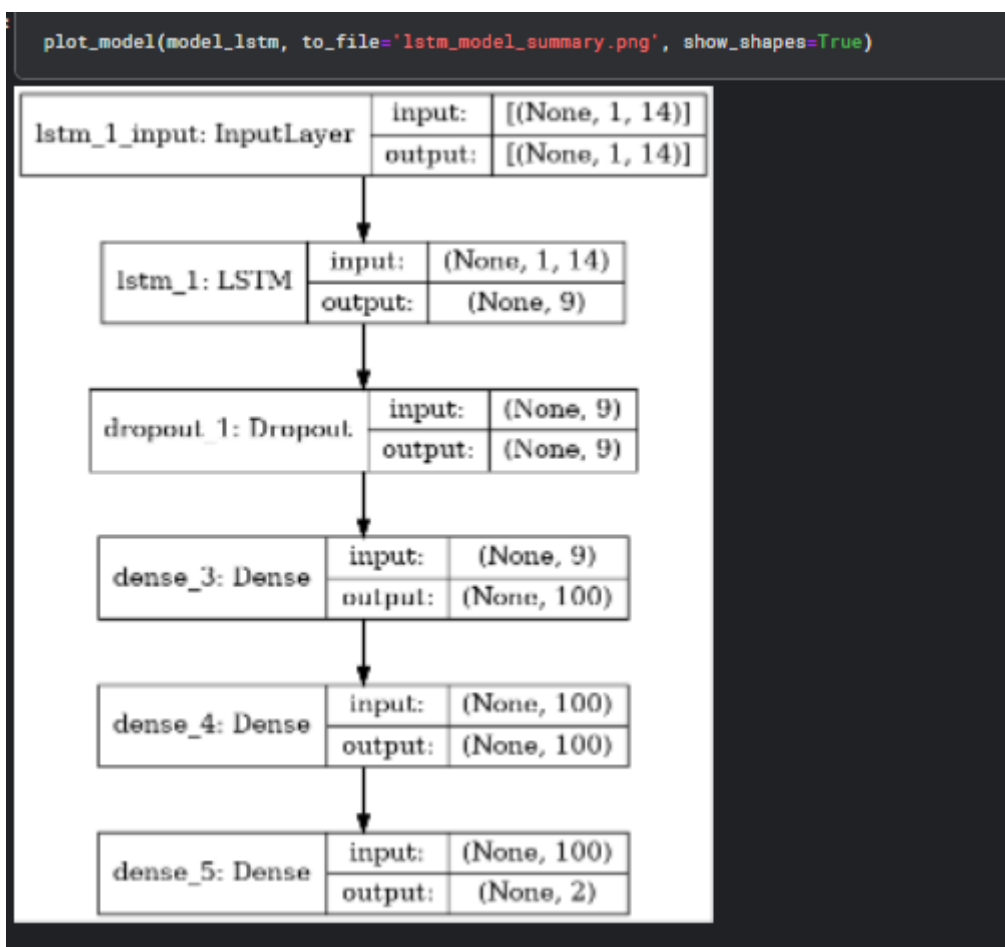 plot_model(model_lstm, to_file='lstm_model_summary.png', show_shapes=True)
lstm_1_input: InputLayer
input: [(None, 1, 14)]
output: [(None, 1, 14)]
lstm_1: LSTM
input: (None, 1, 14)
output: (None, 9)
dropout_1: Dropout
input: (None, 9)
output: (None, 9)
dense_3: Dense
input: (None, 9)
output: (None, 100)
dense_4: Dense
input: (None, 100)
output: (None, 100)
dense_5: Dense
input: (None, 100)
output: (None, 2)